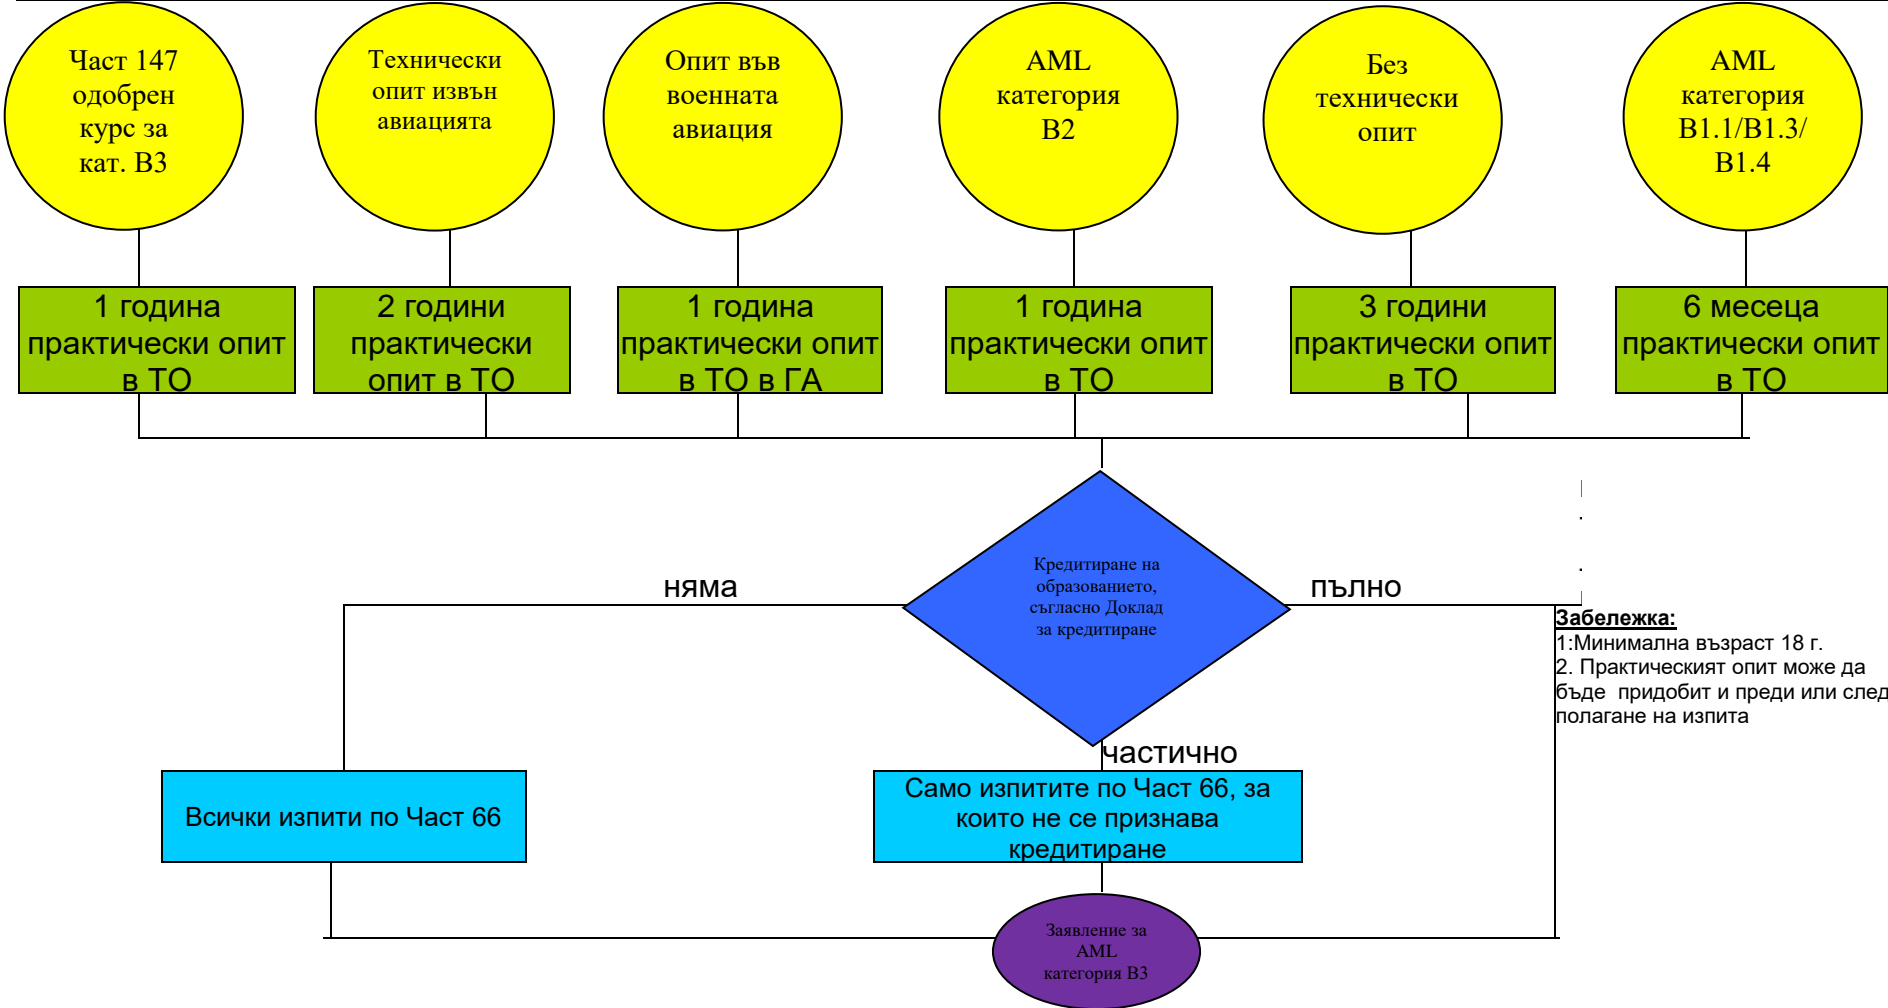 Част 147
одобрен
курс за
кат. В3
Технически
опит извън
авиацията
Опит във
военната
авиация
AML
категория
B2
Без
технически
опит
AML
категория
В1.1/В1.3/
В1.4
1 година
практически опит
в ТО
2 години
практически
опит в ТО
1 година
практически опит
в ТО в ГА
1 година
практически опит
в ТО
3 години
практически опит
в ТО
6 месеца
практически опит
в ТО
Кредитиране на
образованието,
съгласно Доклад
за кредитиране
няма
пълно
частично
Забележка:
1:Минимална възраст 18 г.
2. Практическият опит може да
бъде придобит и преди или след
полагане на изпита
Всички изпити по Част 66
Само изпитите по Част 66, за
които не се признава
кредитиране
Заявление за
AML
категория В3